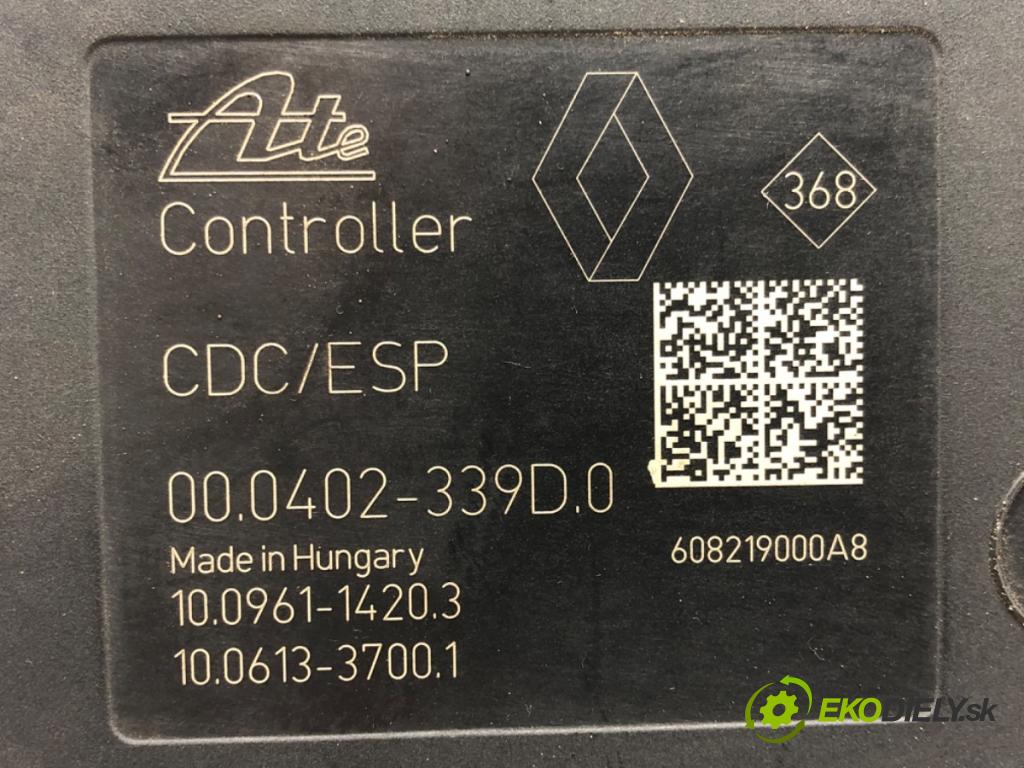 Ate
Controller
368
CDC/ESP
00.0402-339D.0
Made in Hungary
608219000A8
10.0961-1420.3
10.0613-3700.1
EKODIELY.sk